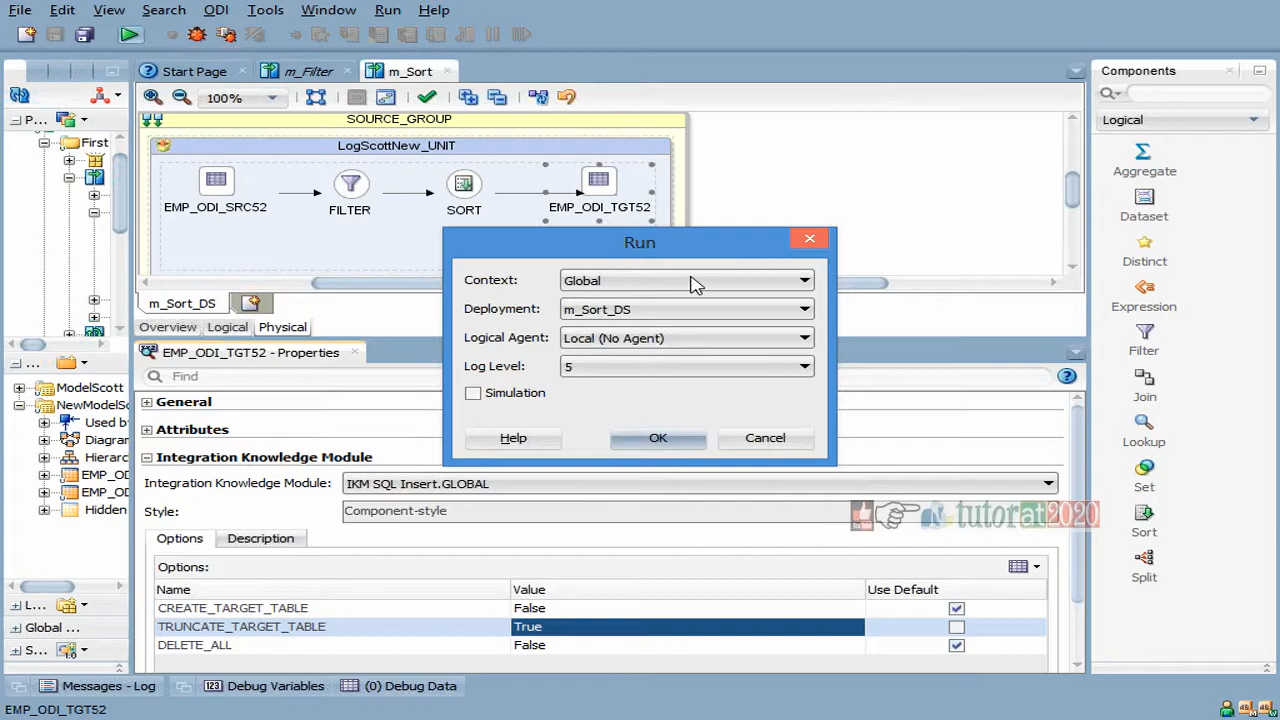 File Edit View Search ODI Tools Window Run Help
Start Page m_Filter m_Sort
100%
SOURCE_GROUP
LogScottNew_UNIT
EMP_ODI_SRC52 FILTER SORT EMP_ODI_TGT52
P...
First
m_Sort_DS
Overview Logical Physical
Run
Context: Global
Deployment: m_Sort_DS
Logical Agent: Local (No Agent)
Log Level: 5
Simulation
Help OK Cancel
EMP_ODI_TGT52 - Properties
Find
General
Attributes
Integration Knowledge Module
Integration Knowledge Module: IKM SQL Insert.GLOBAL
Style: Component-style
Options Description
Options:
Name Value Use Default
CREATE_TARGET_TABLE False
TRUNCATE_TARGET_TABLE True
DELETE_ALL False
...
ModelScott
NewModelSc
Used by
Diagram
Hierarc
EMP_OD
EMP_OD
Hidden
L...
Global ...
S...
Components
Logical
Aggregate
Dataset
Distinct
Expression
Filter
Join
Lookup
Set
Sort
Split
tutorat2020
Messages - Log Debug Variables (0) Debug Data
EMP_ODI_TGT52